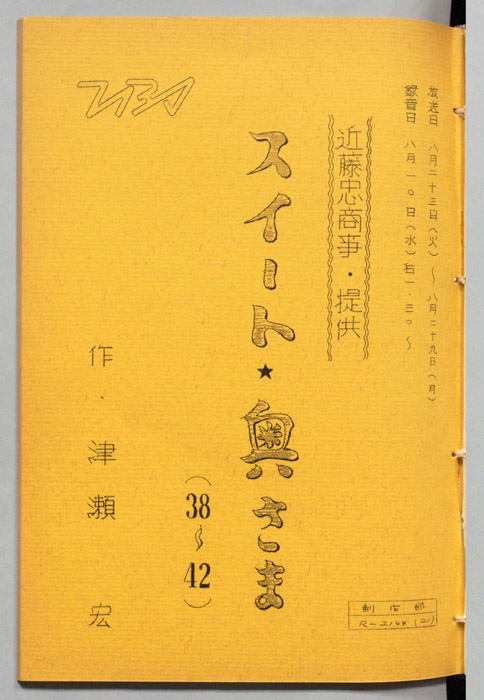 放送日 八月二十三日(火)〜八月二十九日(月)
録音日 八月一〇日(水)后一・三〇〜
近藤忠商事・提供
スイート★奥さま
(38〜42)
作、津瀬 宏
制作部
R-2144(20)